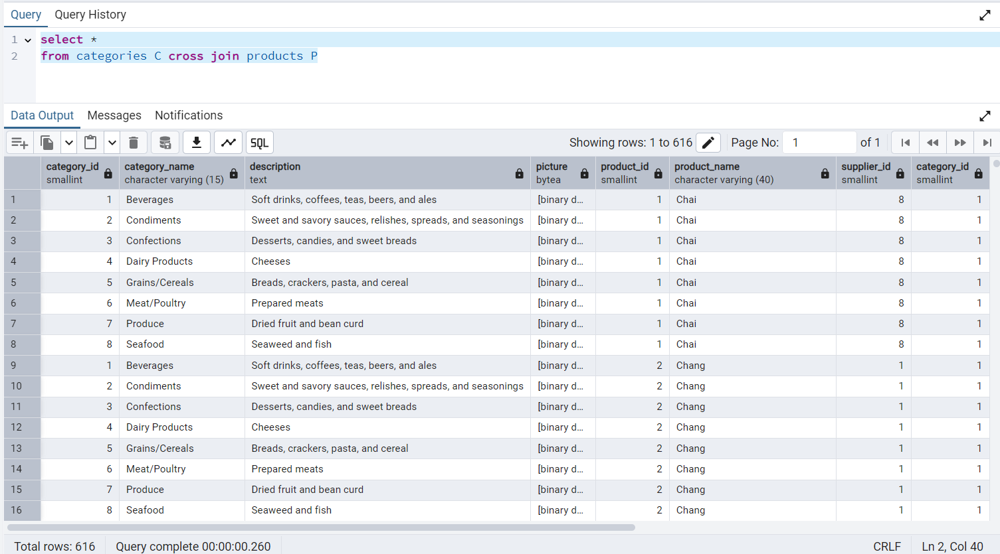 Query Query History
1 select *
2 from categories C cross join products P
Data Output Messages Notifications
SQL Showing rows: 1 to 616 Page No: 1 of 1
category_id smallint category_name character varying (15) description text picture bytea product_id smallint product_name character varying (40) supplier_id smallint category_id smallint
1 1 Beverages Soft drinks, coffees, teas, beers, and ales [binary d... 1 Chai 8 1
2 2 Condiments Sweet and savory sauces, relishes, spreads, and seasonings [binary d... 1 Chai 8 1
3 3 Confections Desserts, candies, and sweet breads [binary d... 1 Chai 8 1
4 4 Dairy Products Cheeses [binary d... 1 Chai 8 1
5 5 Grains/Cereals Breads, crackers, pasta, and cereal [binary d... 1 Chai 8 1
6 6 Meat/Poultry Prepared meats [binary d... 1 Chai 8 1
7 7 Produce Dried fruit and bean curd [binary d... 1 Chai 8 1
8 8 Seafood Seaweed and fish [binary d... 1 Chai 8 1
9 1 Beverages Soft drinks, coffees, teas, beers, and ales [binary d... 2 Chang 1 1
10 2 Condiments Sweet and savory sauces, relishes, spreads, and seasonings [binary d... 2 Chang 1 1
11 3 Confections Desserts, candies, and sweet breads [binary d... 2 Chang 1 1
12 4 Dairy Products Cheeses [binary d... 2 Chang 1 1
13 5 Grains/Cereals Breads, crackers, pasta, and cereal [binary d... 2 Chang 1 1
14 6 Meat/Poultry Prepared meats [binary d... 2 Chang 1 1
15 7 Produce Dried fruit and bean curd [binary d... 2 Chang 1 1
16 8 Seafood Seaweed and fish [binary d... 2 Chang 1 1
Total rows: 616 Query complete 00:00:00.260 CRLF Ln 2, Col 40